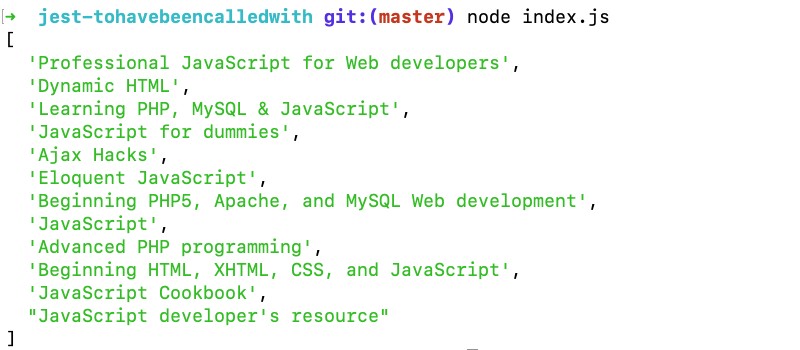 ➜ jest-tohavebeencalledwith git:(master) node index.js
[
'Professional JavaScript for Web developers',
'Dynamic HTML',
'Learning PHP, MySQL & JavaScript',
'JavaScript for dummies',
'Ajax Hacks',
'Eloquent JavaScript',
'Beginning PHP5, Apache, and MySQL Web development',
'JavaScript',
'Advanced PHP programming',
'Beginning HTML, XHTML, CSS, and JavaScript',
'JavaScript Cookbook',
"JavaScript developer's resource"
]